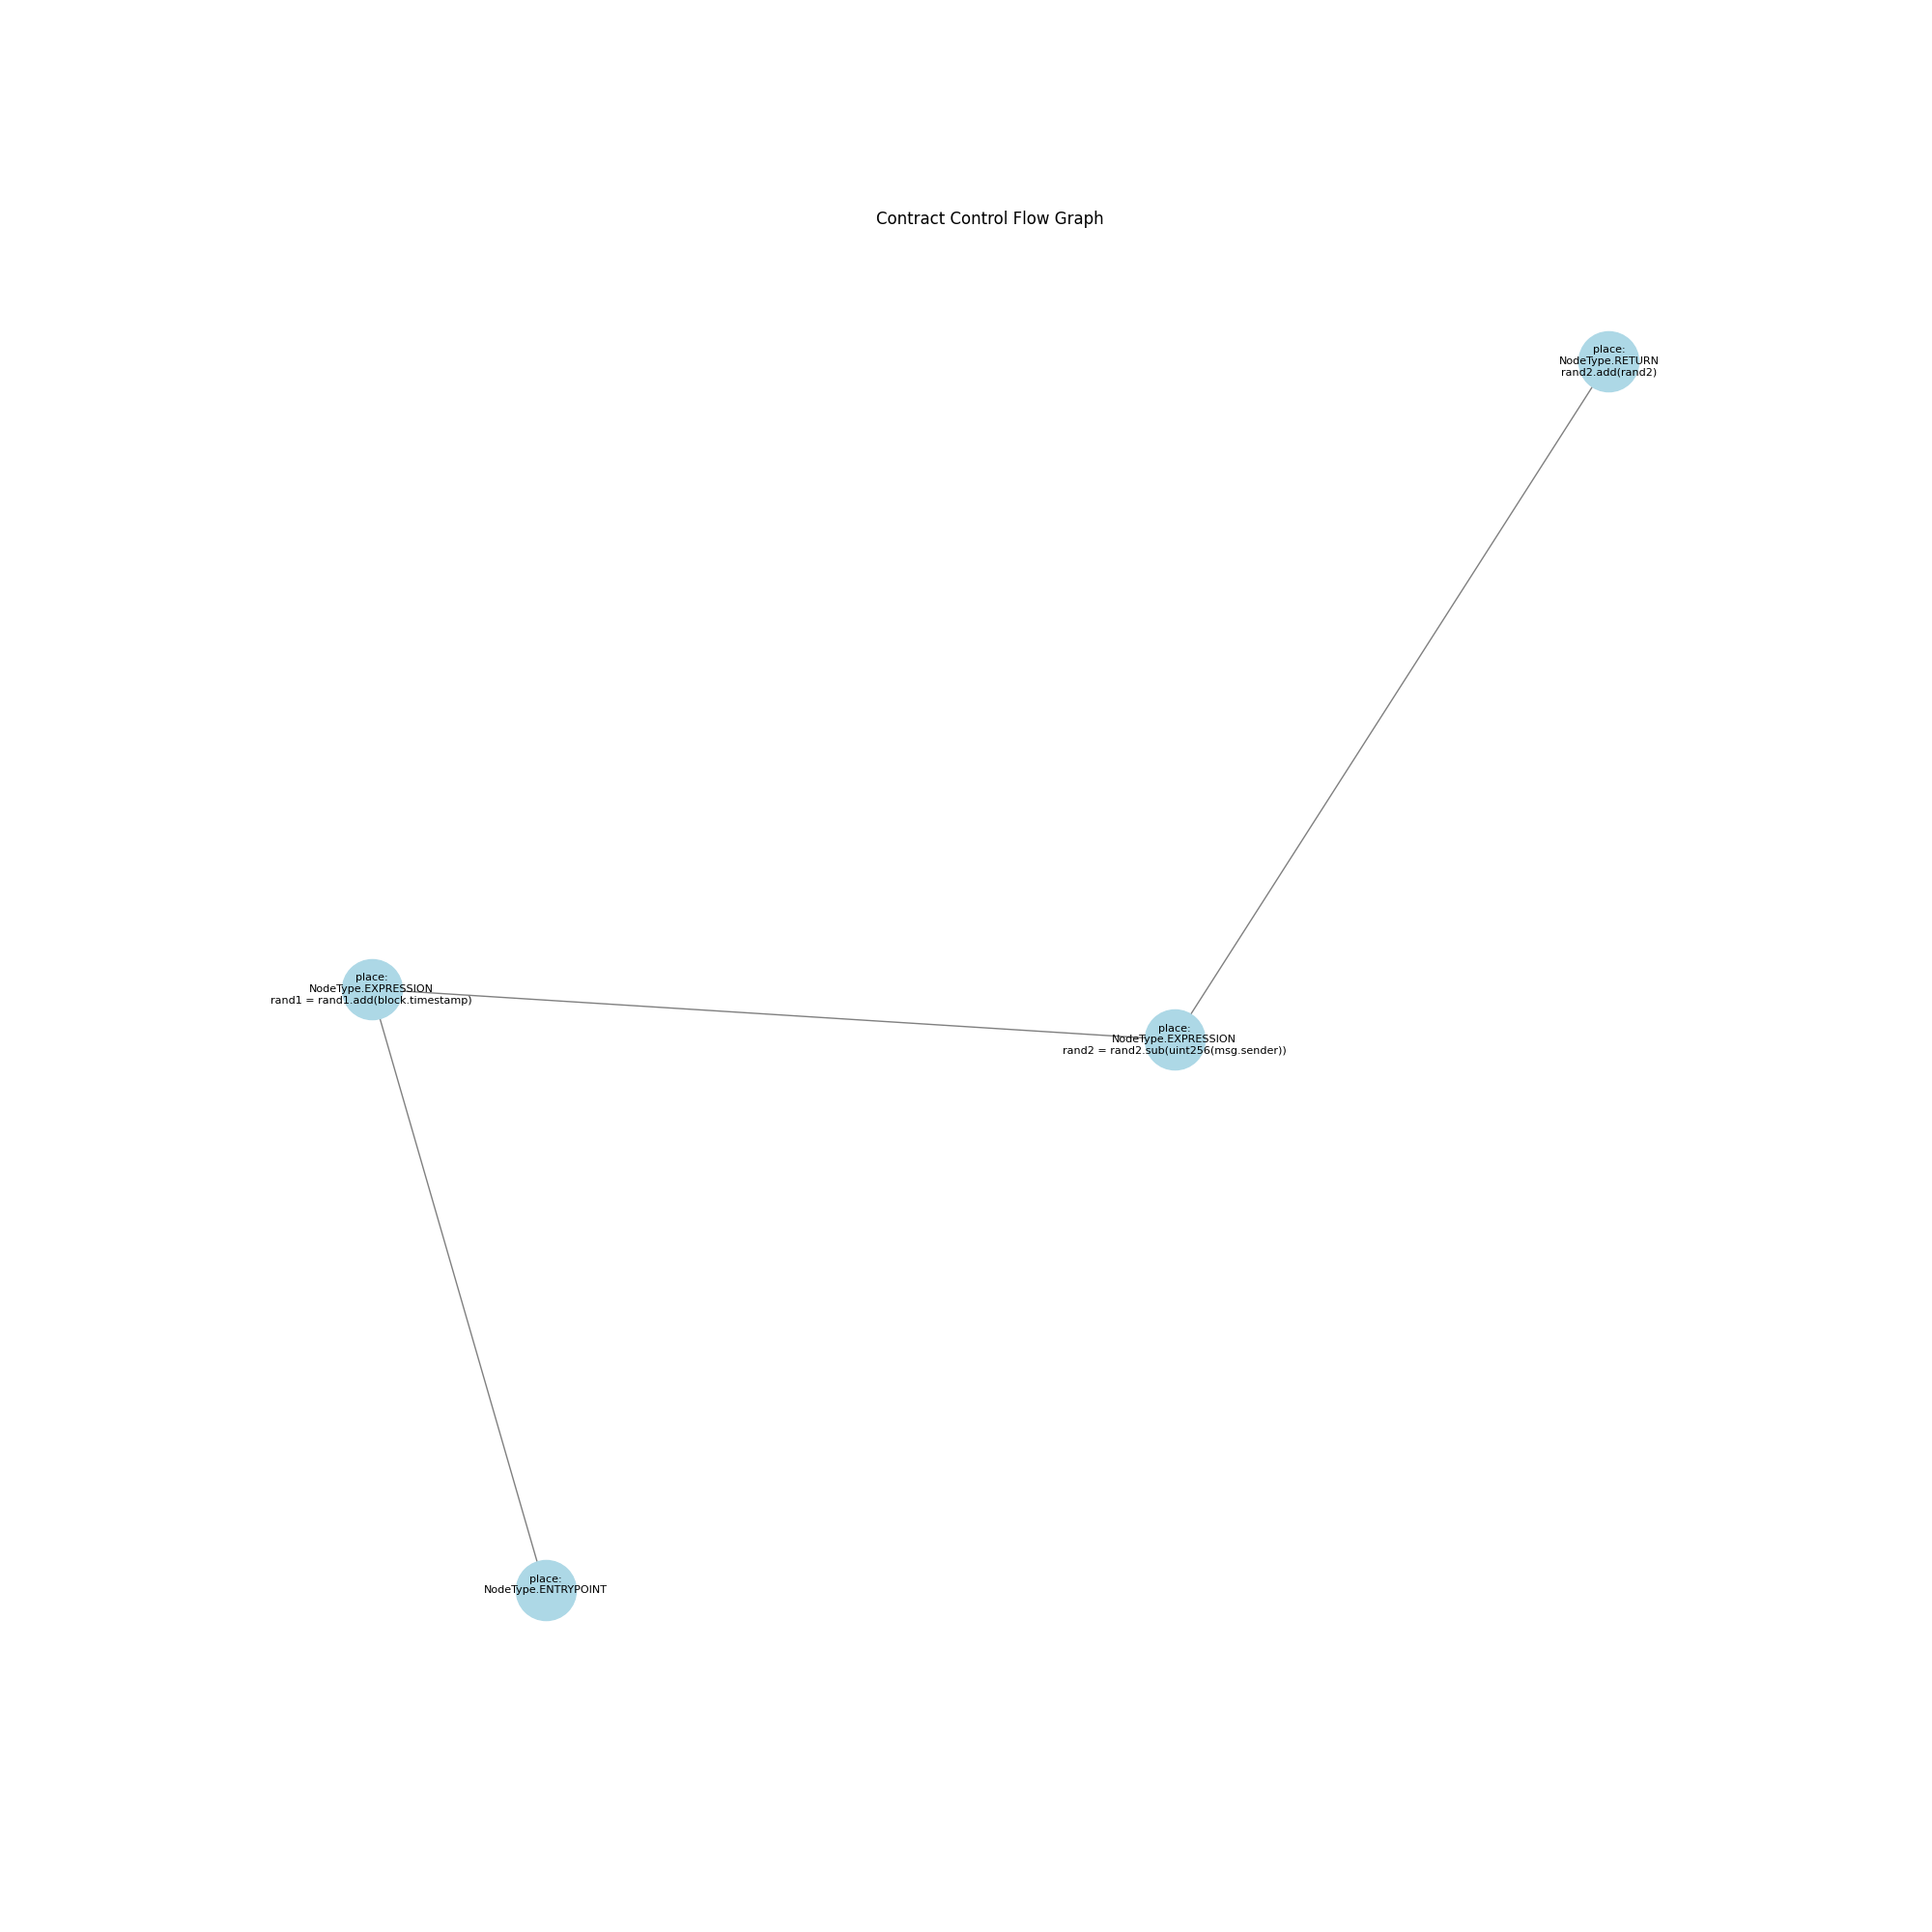 Contract Control Flow Graph
place:
NodeType.RETURN
rand2.add(rand2)
place:
NodeType.EXPRESSION
rand1 = rand1.add(block.timestamp)
place:
NodeType.EXPRESSION
rand2 = rand2.sub(uint256(msg.sender))
place:
NodeType.ENTRYPOINT